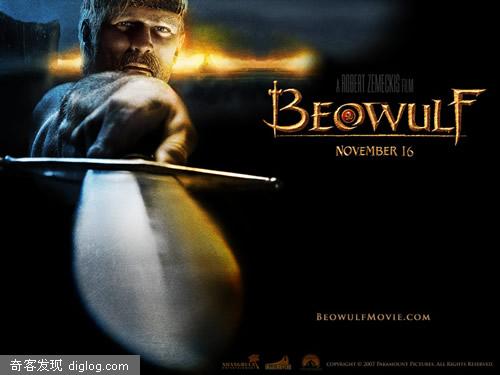 A ROBERT ZEMECKIS FILM
BEOWULF
NOVEMBER 16
BEOWULFMOVIE.COM
COPYRIGHT © 2007 PARAMOUNT PICTURES. ALL RIGHTS RESERVED.
奇客发现 diglog.com